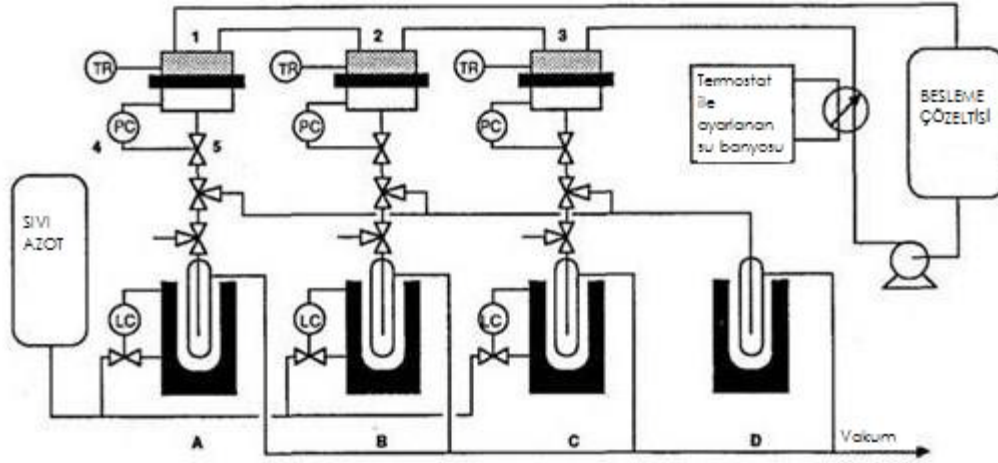 1
2
3
TR
TR
TR
Termostat
ile
ayarlanan
su banyosu
BESLEME
ÇÖZELTİSİ
PC
PC
PC
4
5
SIVI
AZOT
LC
LC
LC
A
B
C
D
Vakum